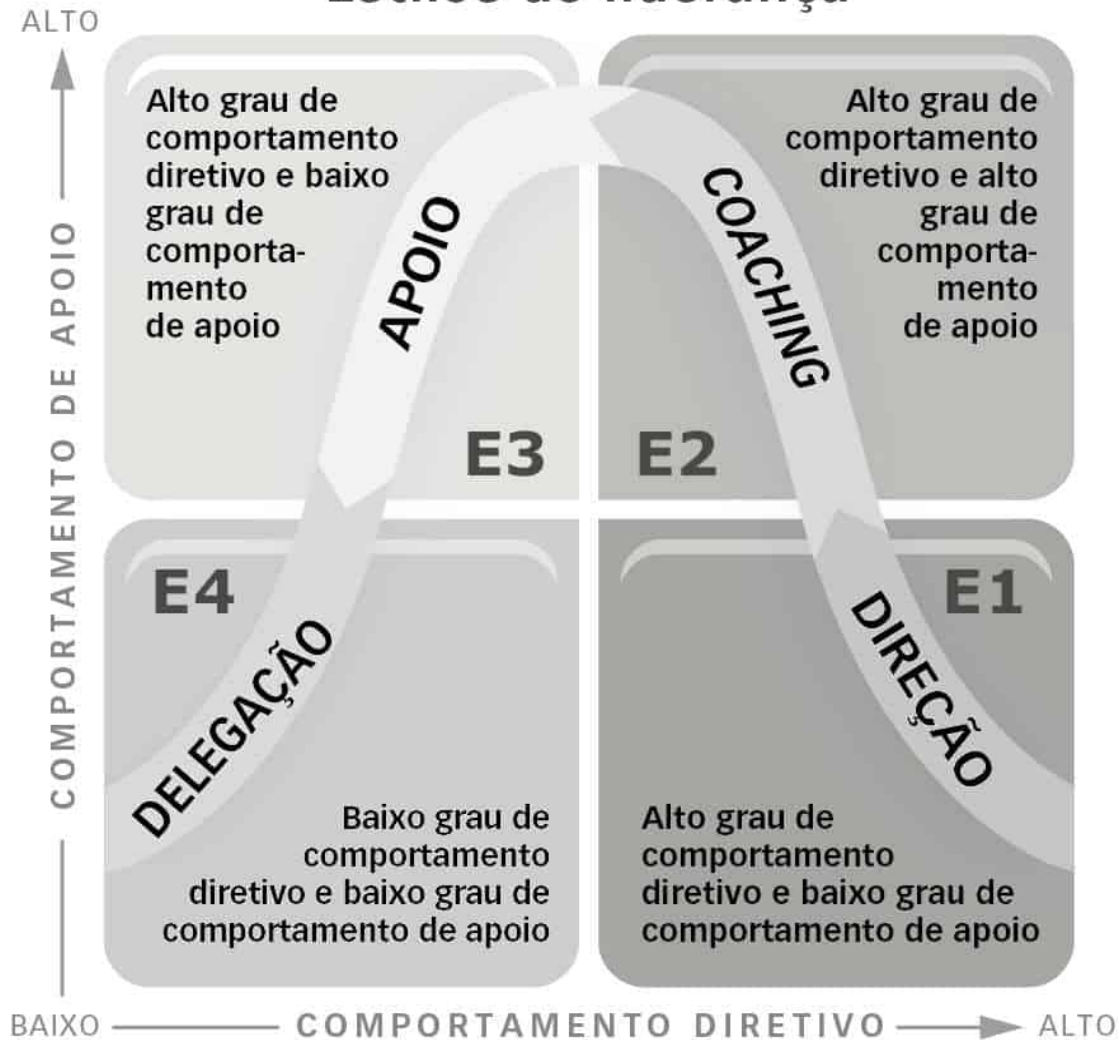 Estilos de liderança
ALTO
Alto grau de
comportamento
diretivo e baixo
grau de
comporta-
mento
de apoio
APOIO
E3
Alto grau de
comportamento
diretivo e alto
grau de
comporta-
mento
de apoio
COACHING
E2
COMPORTAMENTO DE APOIO
E4
DELEGAÇÃO
Baixo grau de
comportamento
diretivo e baixo grau de
comportamento de apoio
E1
DIREÇÃO
Alto grau de
comportamento
diretivo e baixo grau de
comportamento de apoio
BAIXO
COMPORTAMENTO DIRETIVO
ALTO